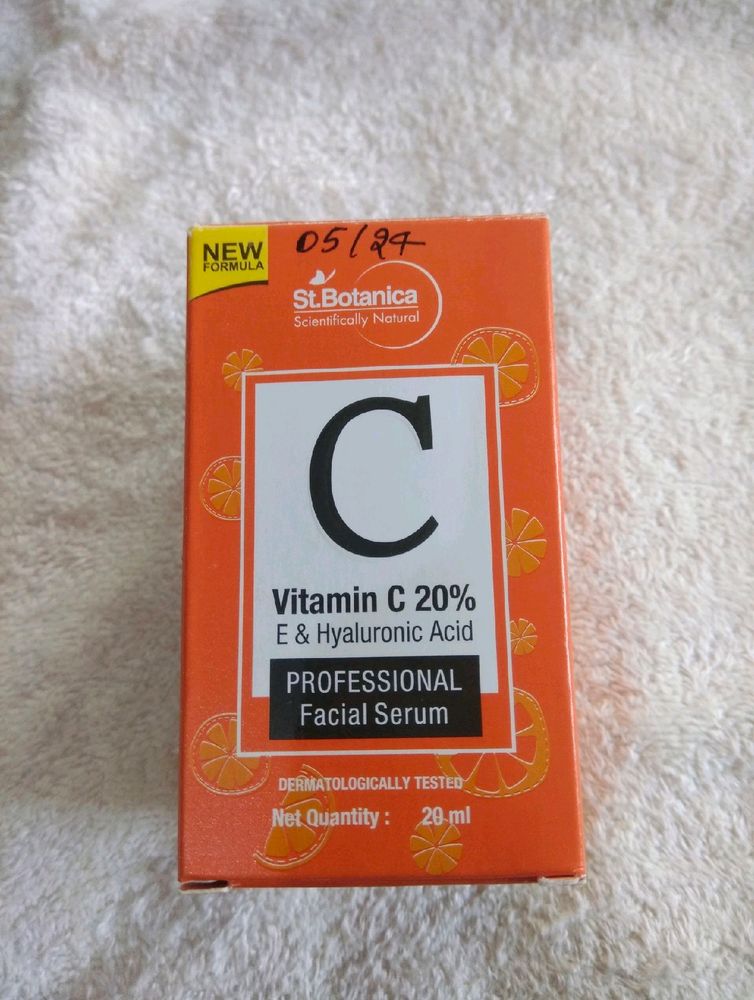 NEW
FORMULA
05/24
St.Botanica
Scientifically Natural
C
Vitamin C 20%
E & Hyaluronic Acid
PROFESSIONAL
Facial Serum
DERMATOLOGICALLY TESTED
Net Quantity : 20 ml